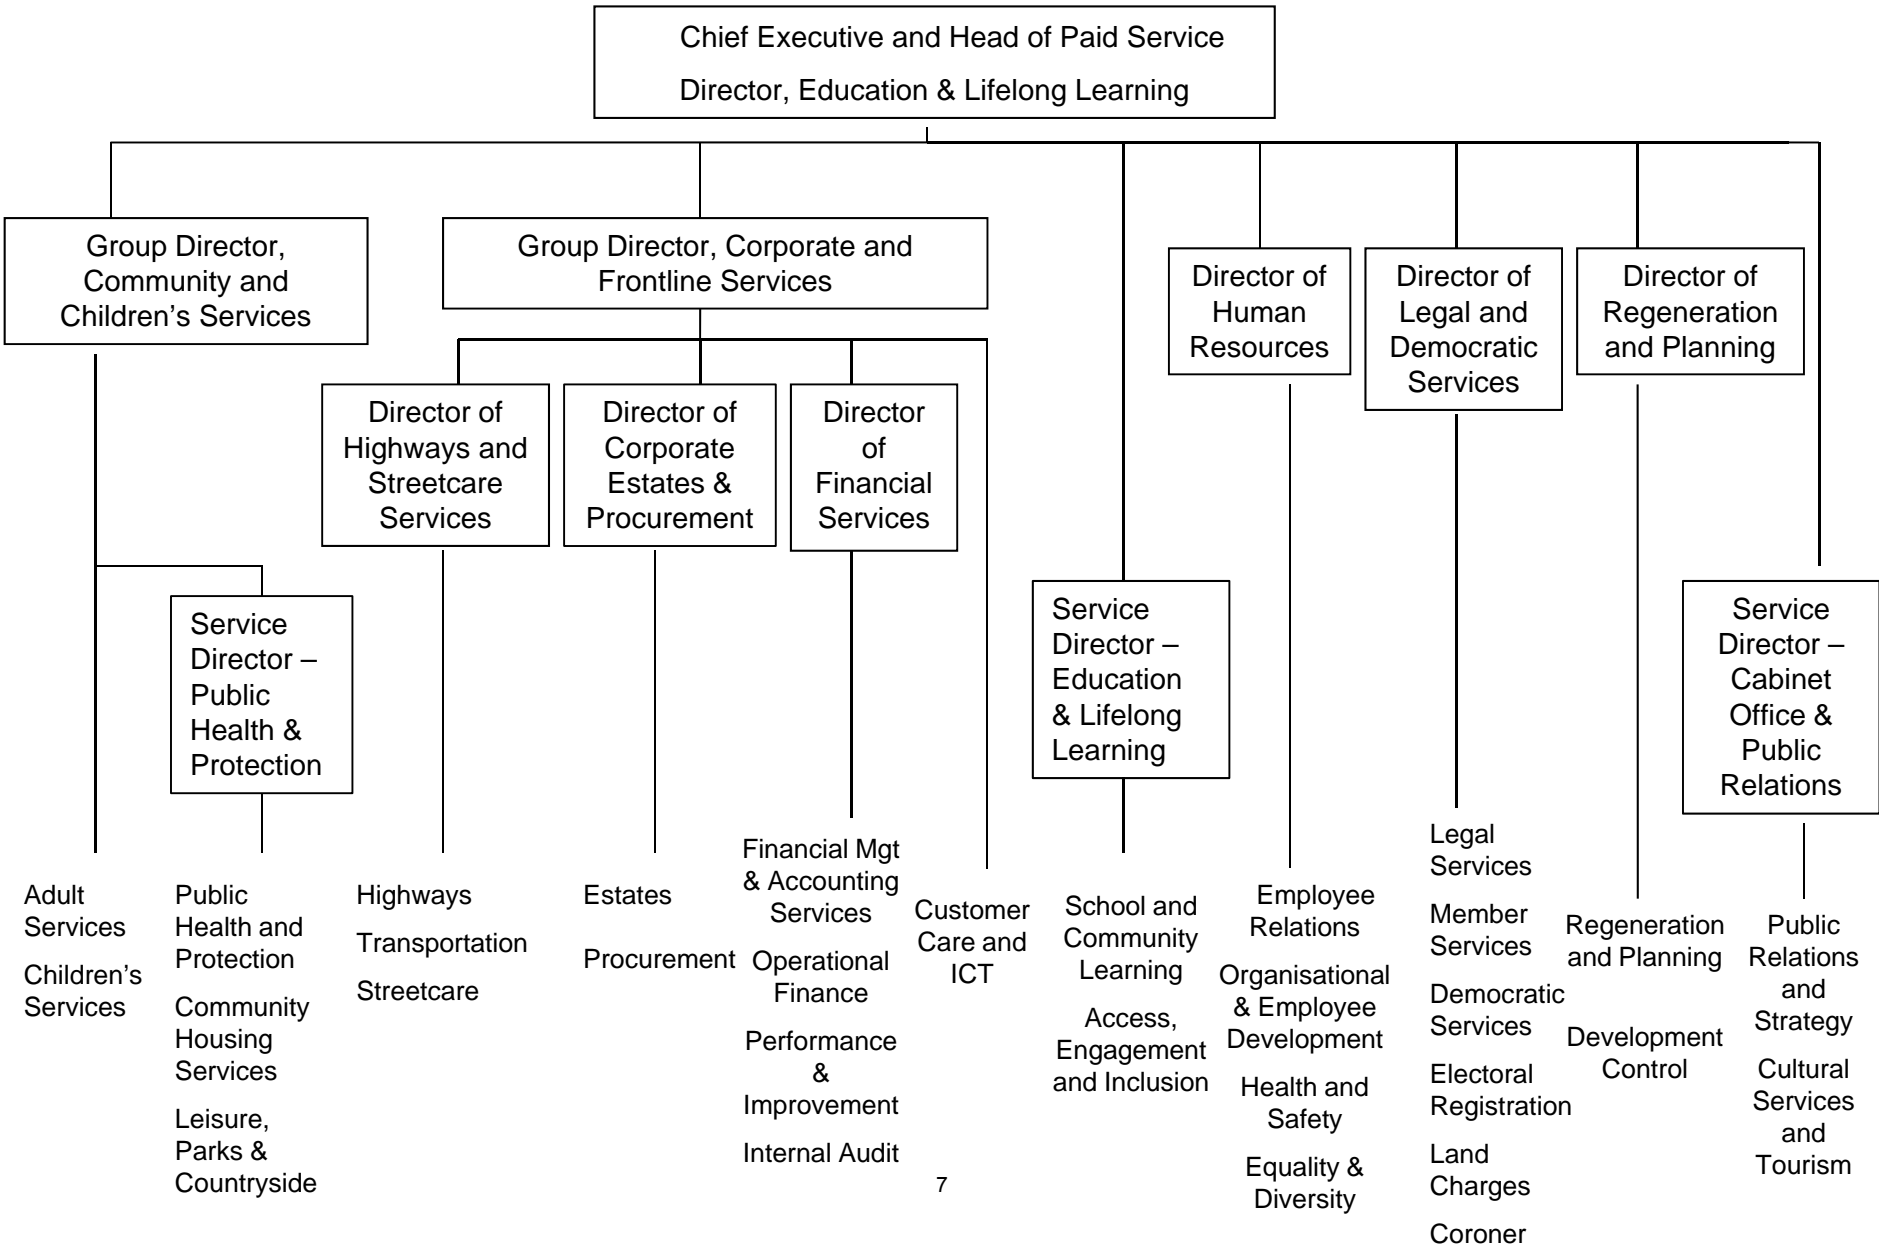 Chief Executive and Head of Paid Service
Director, Education & Lifelong Learning
Group Director,
Community and
Children’s Services
Group Director, Corporate and
Frontline Services
Director of
Human
Resources
Director of
Legal and
Democratic
Services
Director of
Regeneration
and Planning
Director of
Highways and
Streetcare
Services
Director of
Corporate
Estates &
Procurement
Director
of
Financial
Services
Service
Director –
Public
Health &
Protection
Service
Director –
Education
& Lifelong
Learning
Service
Director –
Cabinet
Office &
Public
Relations
Adult
Services
Children’s
Services
Public
Health and
Protection
Community
Housing
Services
Leisure,
Parks &
Countryside
Highways
Transportation
Streetcare
Estates
Procurement
Financial Mgt
& Accounting
Services
Operational
Finance
Performance
&
Improvement
Internal Audit
Customer
Care and
ICT
School and
Community
Learning
Access,
Engagement
and Inclusion
Employee
Relations
Organisational
& Employee
Development
Health and
Safety
Equality &
Diversity
Legal
Services
Member
Services
Democratic
Services
Electoral
Registration
Land
Charges
Coroner
Regeneration
and Planning
Development
Control
Public
Relations
and
Strategy
Cultural
Services
and
Tourism
7